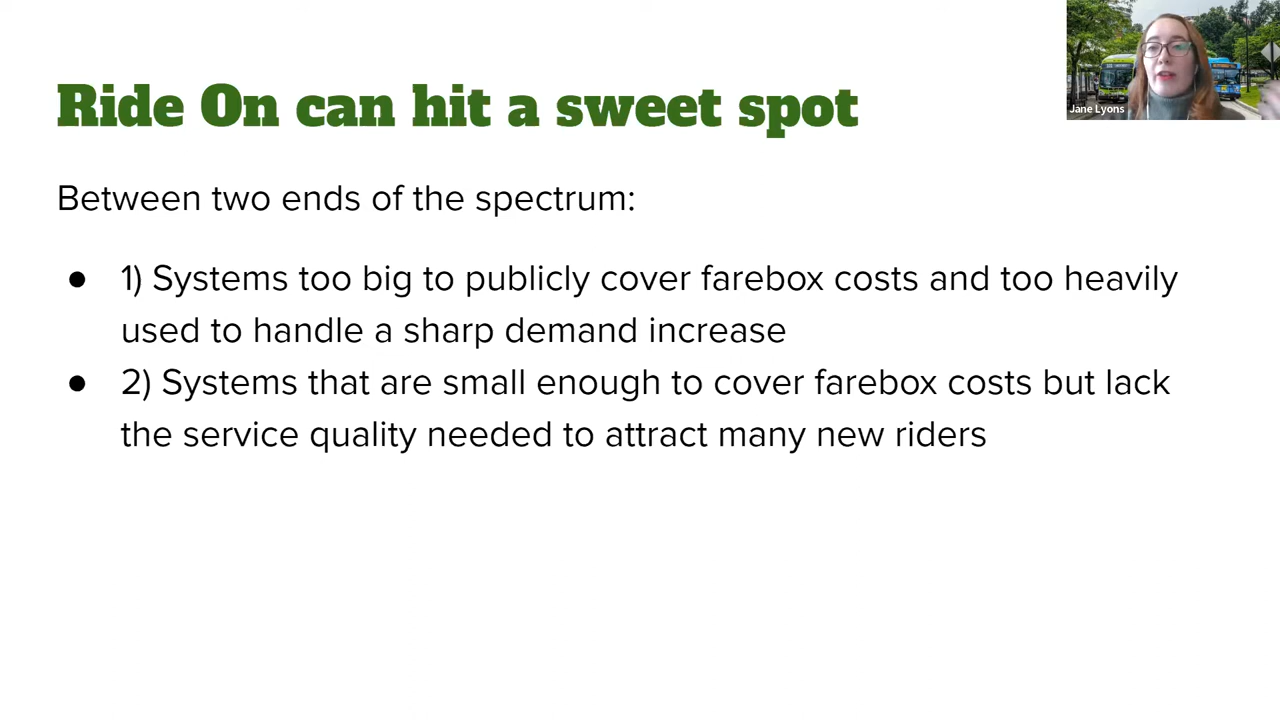 Ride On can hit a sweet spot
Jane Lyons
Between two ends of the spectrum:
● 1) Systems too big to publicly cover farebox costs and too heavily
used to handle a sharp demand increase
● 2) Systems that are small enough to cover farebox costs but lack
the service quality needed to attract many new riders